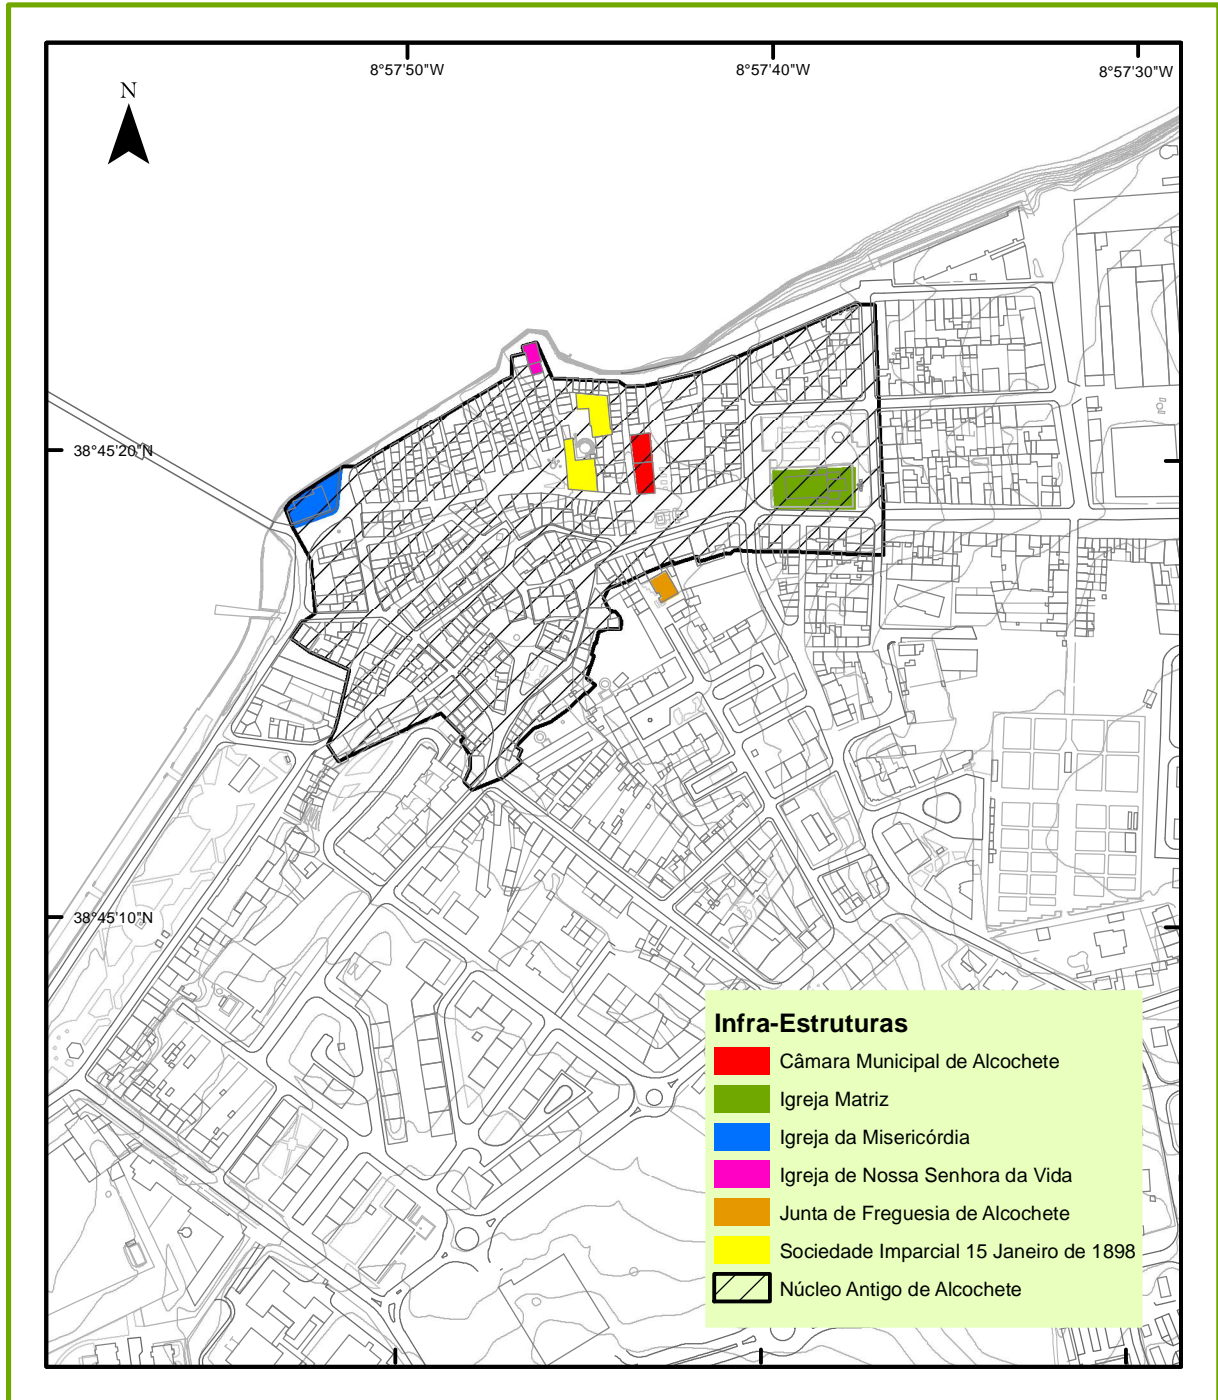 8°57'50"W
8°57'40"W
8°57'30"W
N
38°45'20"N
38°45'10"N
Infra-Estruturas
Câmara Municipal de Alcochete
Igreja Matriz
Igreja da Misericórdia
Igreja de Nossa Senhora da Vida
Junta de Freguesia de Alcochete
Sociedade Imparcial 15 Janeiro de 1898
Núcleo Antigo de Alcochete